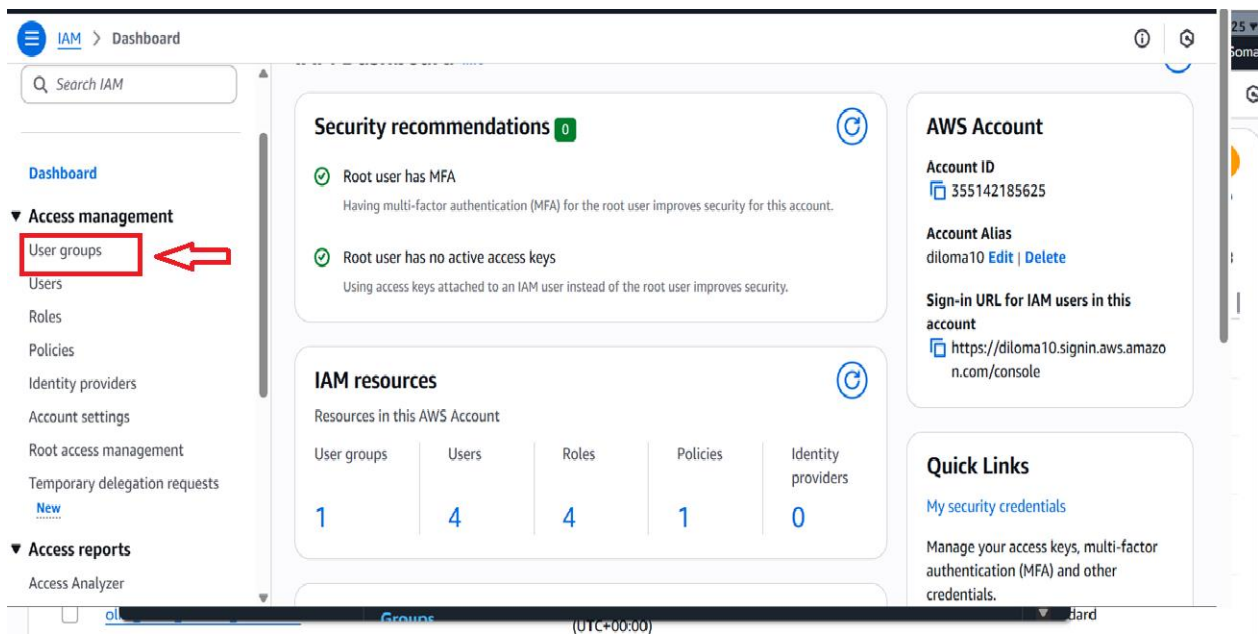 IAM > Dashboard
25
Soma
Search IAM
Dashboard
Access management
User groups
Users
Roles
Policies
Identity providers
Account settings
Root access management
Temporary delegation requests
New
Access reports
Access Analyzer
Security recommendations 0
Root user has MFA
Having multi-factor authentication (MFA) for the root user improves security for this account.
Root user has no active access keys
Using access keys attached to an IAM user instead of the root user improves security.
IAM resources
Resources in this AWS Account
User groups Users Roles Policies Identity
providers
1 4 4 1 0
AWS Account
Account ID
355142185625
Account Alias
diloma10 Edit | Delete
Sign-in URL for IAM users in this
account
https://diloma10.signin.aws.amazo
n.com/console
Quick Links
My security credentials
Manage your access keys, multi-factor
authentication (MFA) and other
credentials.
Groups
(UTC+00:00)
dard